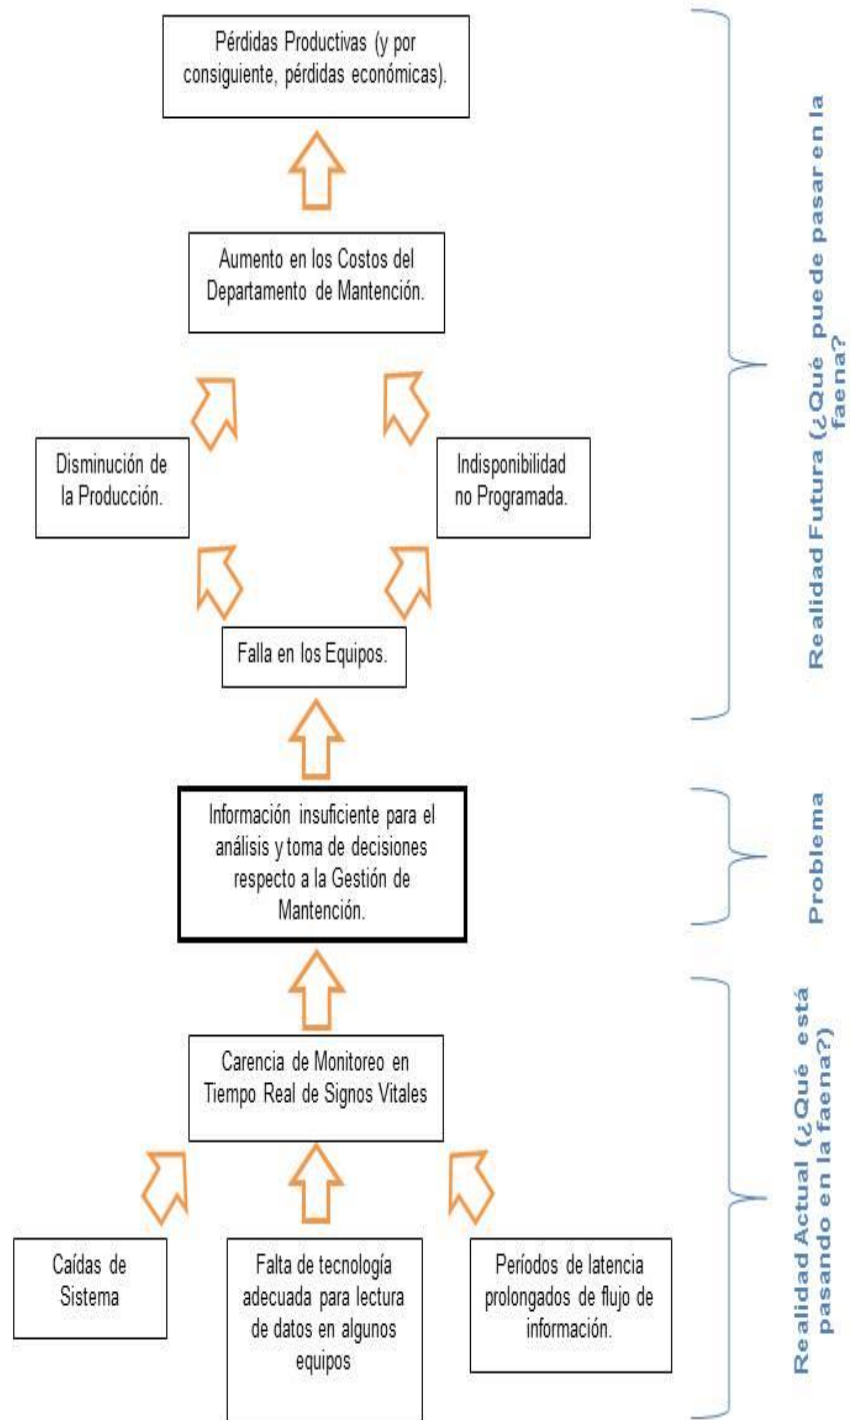 Pérdidas Productivas (y por
consiguiente, pérdidas económicas).
Aumento en los Costos del
Departamento de Mantención.
Disminución de
la Producción.
Indisponibilidad
no Programada.
Falla en los Equipos.
Información insuficiente para el
análisis y toma de decisiones
respecto a la Gestión de
Mantención.
Carencia de Monitoreo en
Tiempo Real de Signos Vitales
Caídas de
Sistema
Falta de tecnología
adecuada para lectura
de datos en algunos
equipos
Períodos de latencia
prolongados de flujo de
información.
Realidad Futura (¿Qué puede pasar en la
faena?
Problema
Realidad Actual (¿Qué está
pasando en la faena?)